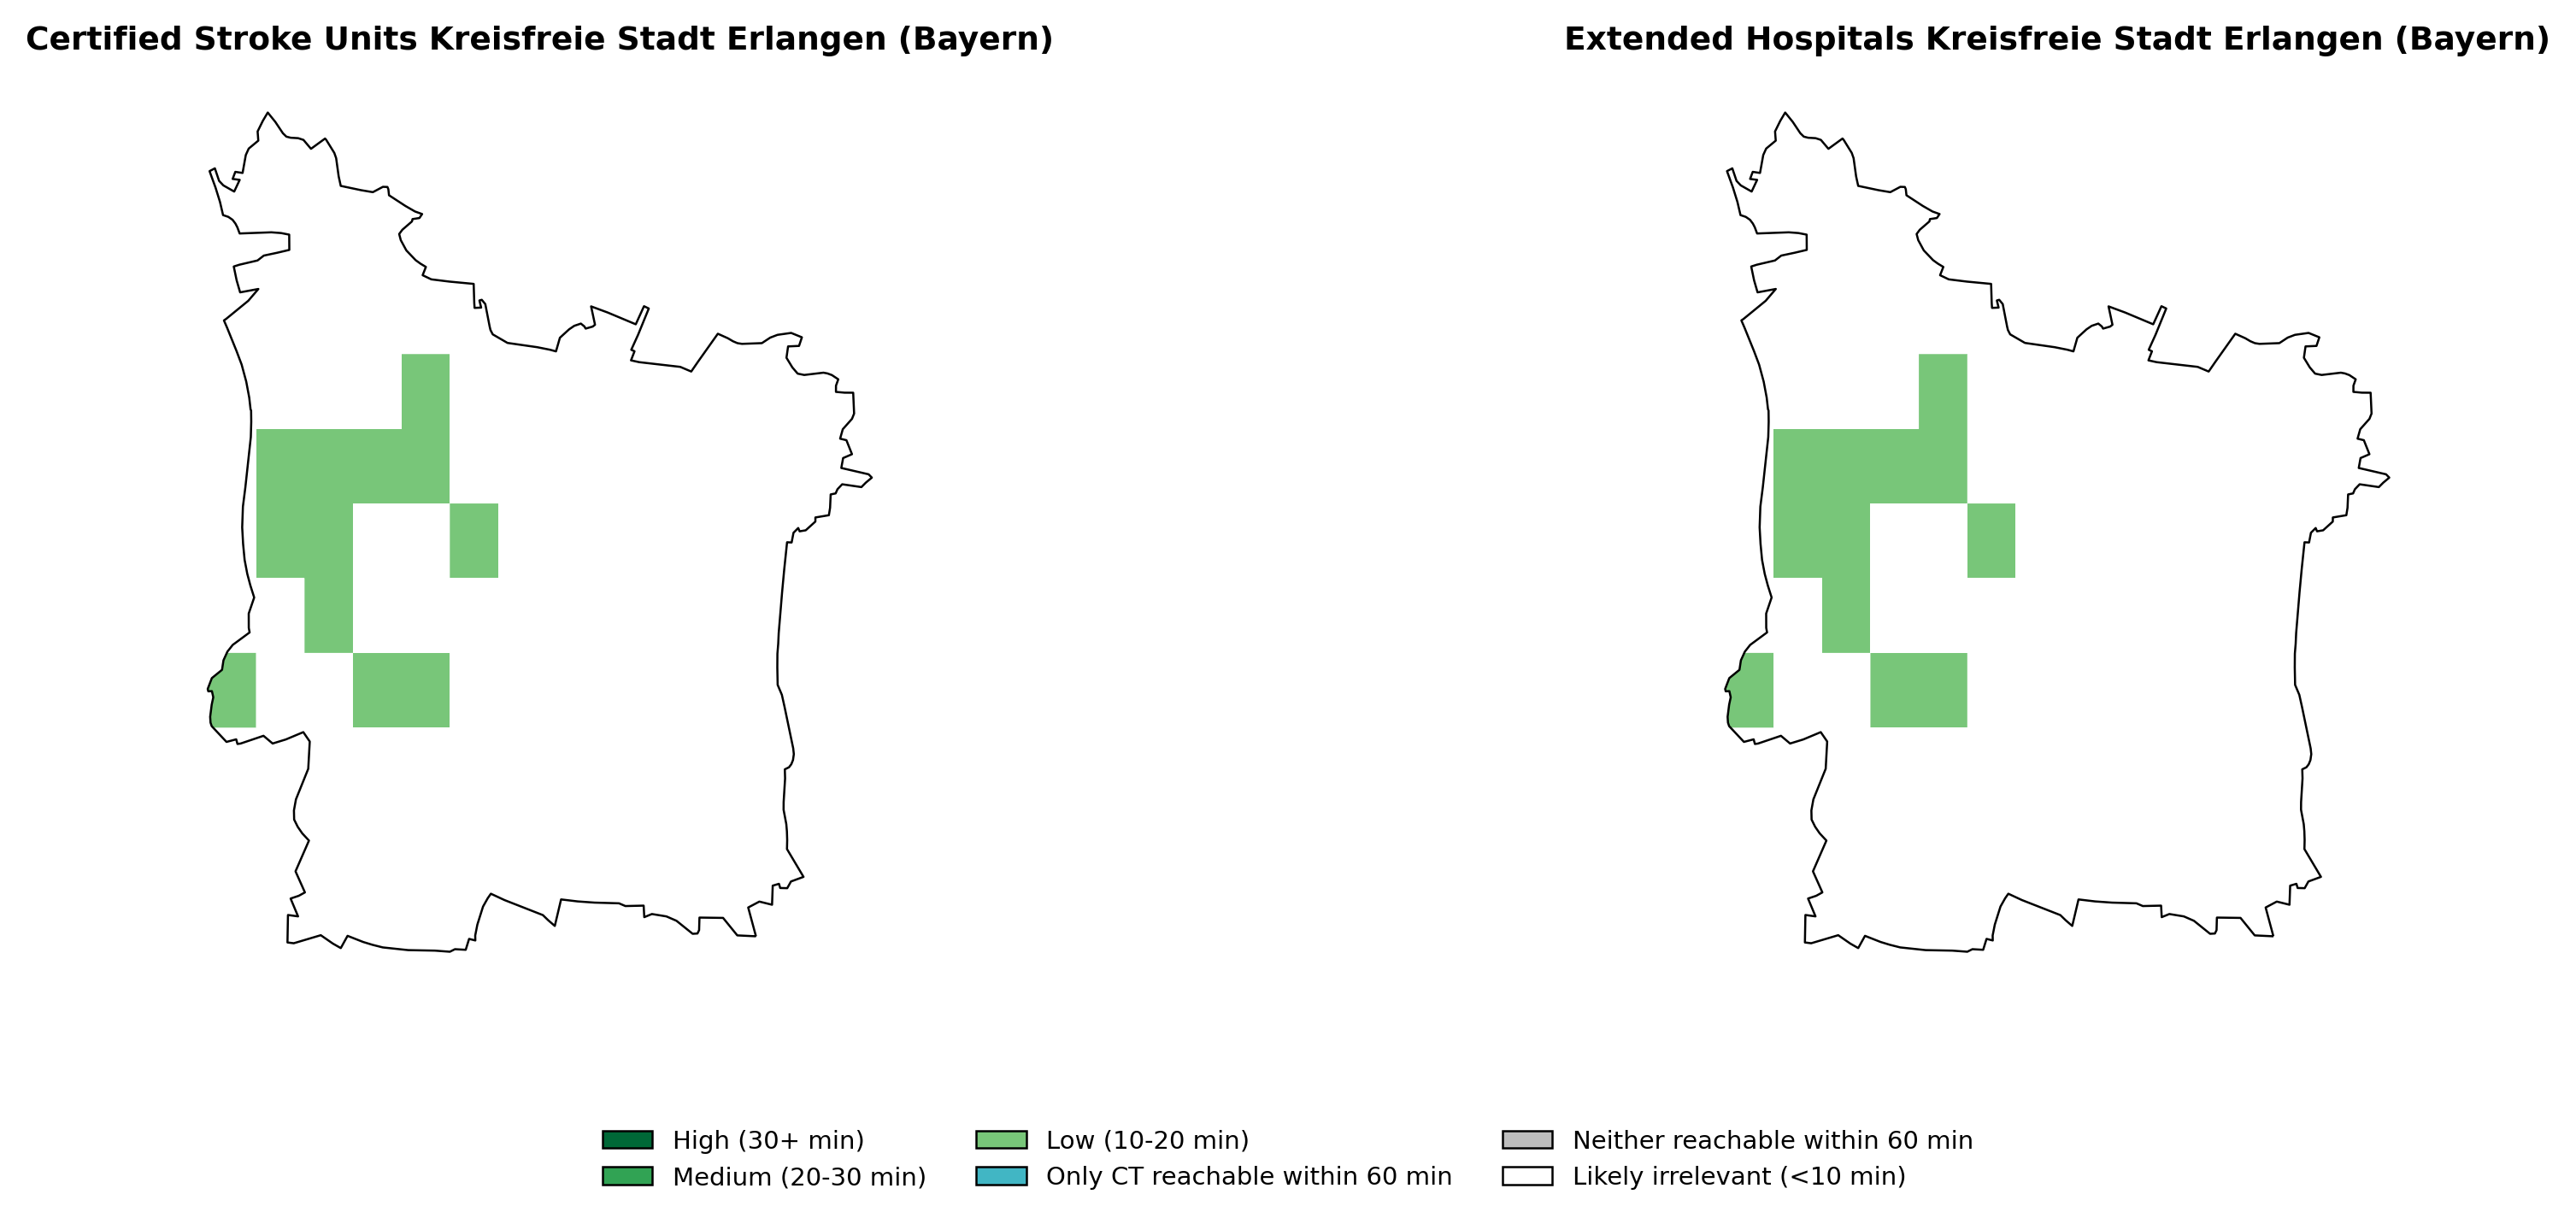 Certified Stroke Units Kreisfreie Stadt Erlangen (Bayern)
Extended Hospitals Kreisfreie Stadt Erlangen (Bayern)
High (30+ min)
Medium (20-30 min)
Low (10-20 min)
Only CT reachable within 60 min
Neither reachable within 60 min
Likely irrelevant (<10 min)